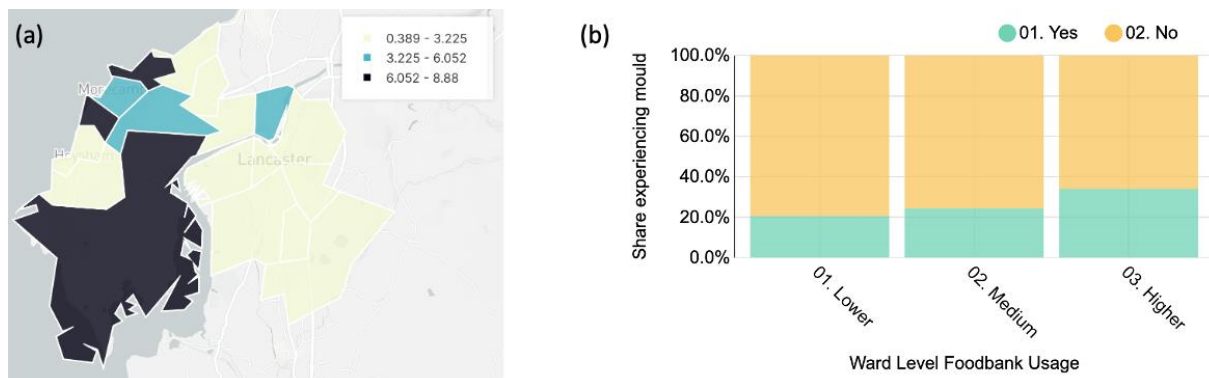 (a)
0.389 - 3.225
3.225 - 6.052
6.052 - 8.88
Lancaster
(b)
01. Yes
02. No
Share experiencing mould
100.0%
80.0%
60.0%
40.0%
20.0%
0.0%
01. Lower
02. Medium
03. Higher
Ward Level Foodbank Usage